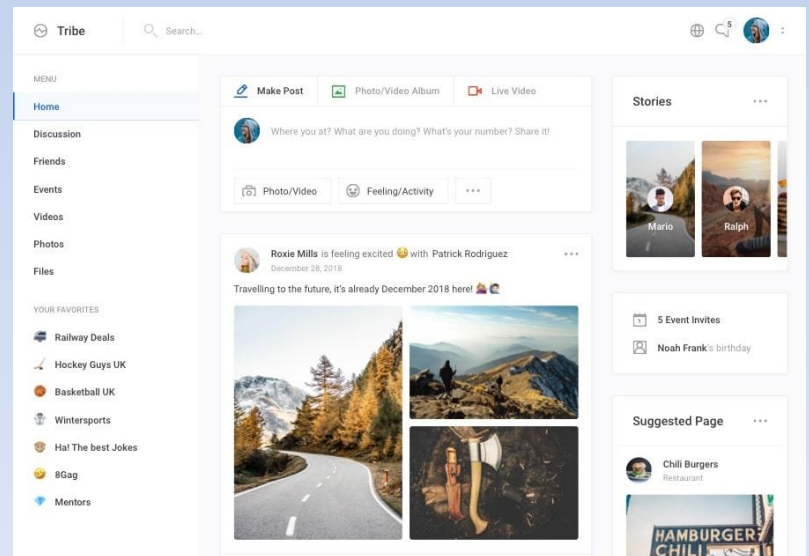 Tribe
Search...
5
MENU
Home
Discussion
Friends
Events
Videos
Photos
Files
YOUR FAVORITES
Railway Deals
Hockey Guys UK
Basketball UK
Wintersports
Ha! The best Jokes
8Gag
Mentors
Make Post
Photo/Video Album
Live Video
Where you at? What are you doing? What's your number? Share it!
Photo/Video
Feeling/Activity
Roxie Mills is feeling excited 😳 with Patrick Rodriguez
December 28, 2018
Travelling to the future, it's already December 2018 here!
Stories
Mario
Ralph
5 Event Invites
Noah Frank's birthday
Suggested Page
Chili Burgers
Restaurant
HAMBURGER
CHILI